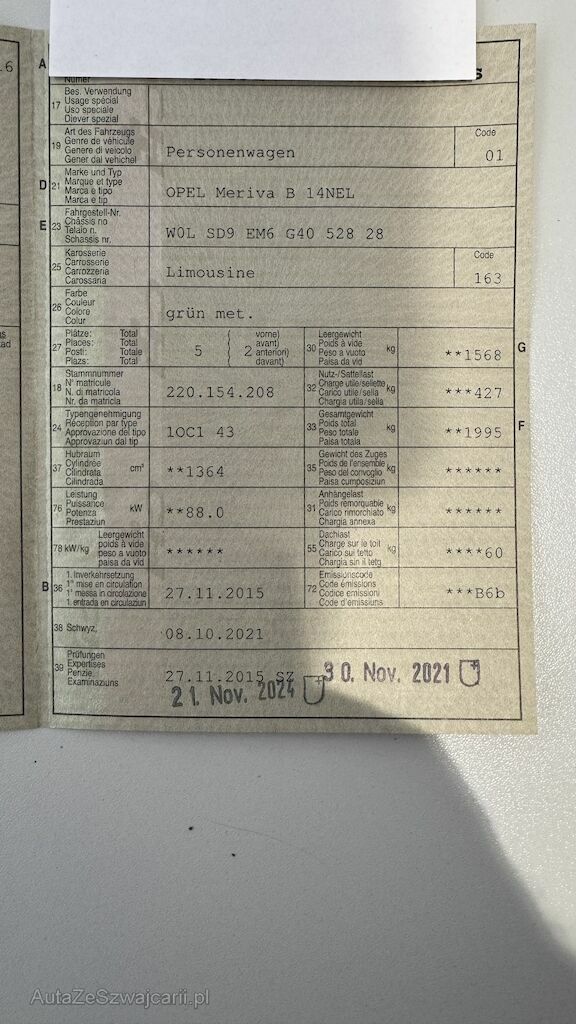 A
s
17 Bes. Verwendung
Usage spécial
Uso speciale
Diever spezial
19 Art des Fahrzeugs
Genre de véhicule
Genere di veicolo
Gener dal vehichel
Personenwagen
Code
01
D 21 Marke und Typ
Marque et type
Marca e tipo
Marca e tip
OPEL Meriva B 14NEL
E 23 Fahrgestell-Nr.
Châssis no
Telaio n.
Schassis nr.
W0L SD9 EM6 G40 528 28
25 Karosserie
Carrosserie
Carrozzeria
Carossaria
Limousine
Code
163
26 Farbe
Couleur
Colore
Colur
grün met.
27 Plätze: Total
Places: Total
Posti: Totale
Plazs: Total
5
vorne)
avant)
2 anteriori)
davant)
30 Leergewicht
Poids à vide
Peso a vuoto
Paisa da vid
kg
**1568
G
18 Stammnummer
N° matricule
N. di matricola
Nr. da matricla
220.154.208
32 Nutz-/Sattellast
Charge utile/sellette
Carico utile/sella
Chargia utila/sella
kg
***427
24 Typengenehmigung
Réception par type
Approvazione del tipo
Approvaziun dal tip
1OC1 43
33 Gesamtgewicht
Poids total
Peso totale
Paisa totala
kg
**1995
F
37 Hubraum
Cylindrée
Cilindrata
Cilindrada
cm³
**1364
35 Gewicht des Zuges
Poids de l'ensemble
Peso del convoglio
Paisa cumposiziun
kg
******
76 Leistung
Puissance
Potenza
Prestaziun
kW
**88.0
31 Anhängelast
Poids remorquable
Carico rimorchiato
Chargia annexa
kg
******
78 kW/kg
Leergewicht
poids à vide
peso a vuoto
paisa da vid
******
55 Dachlast
Charge sur le toit
Carico sul tetto
Chargia sin il tetg
kg
****60
B 36 1. Inverkehrsetzung
1re mise en circulation
1a messa in circolazione
1. entrada en circulaziun
27.11.2015
72 Emissionscode
Code émissions
Codice emissioni
Code d'emissiuns
***B6b
38 Schwyz,
08.10.2021
39 Prüfungen
Expertises
Perizie
Examinaziuns
27.11.2015 SZ
30. Nov. 2021
21. Nov. 2024
AutaZeSzwajcarii.pl